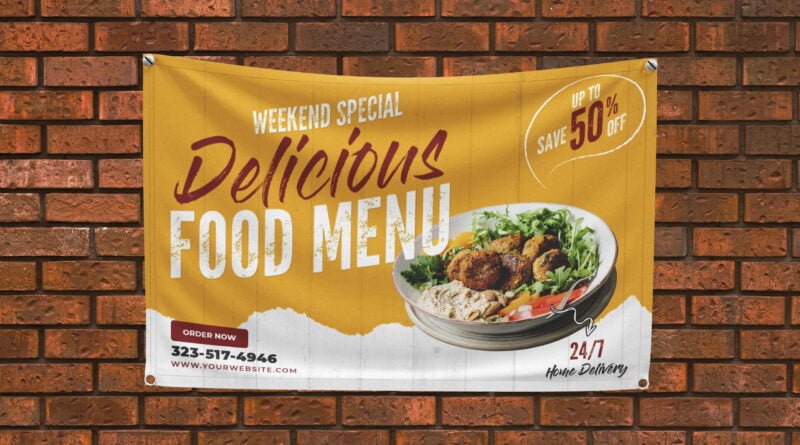 WEEKEND SPECIAL
Delicious
FOOD MENU
UP TO
SAVE 50% OFF
ORDER NOW
323-517-4946
WWW.YOURWEBSITE.COM
24/7
Home Delivery